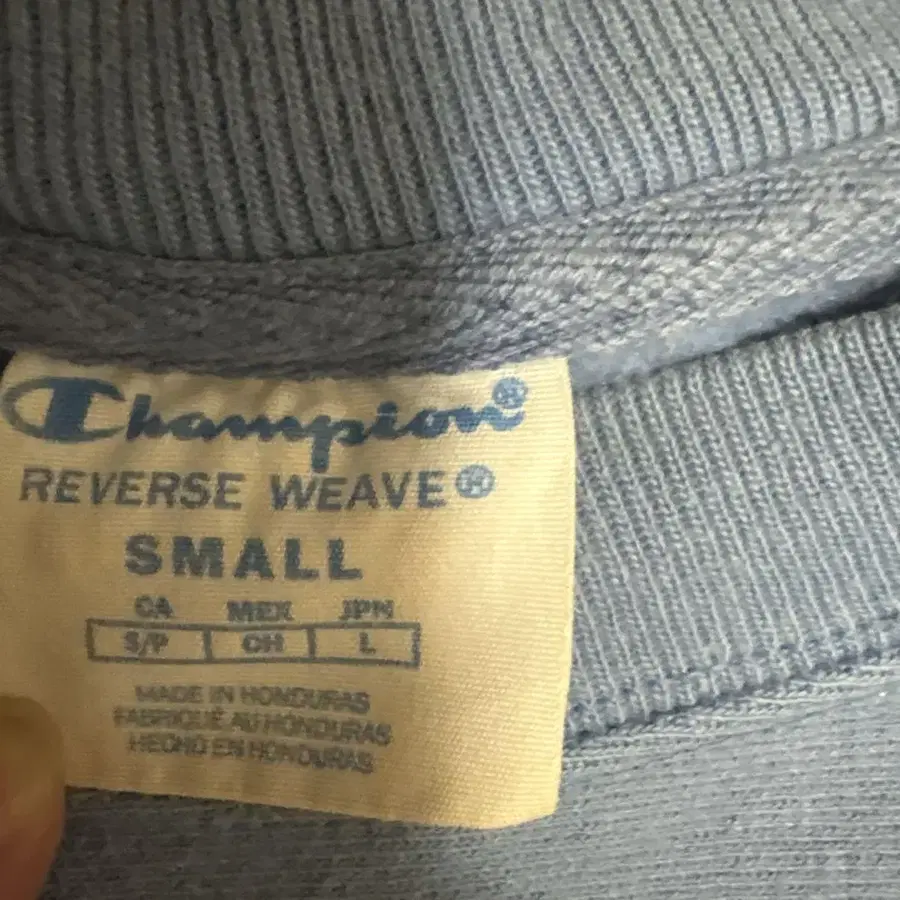 Champion®
REVERSE WEAVE®
SMALL
CA MEX JPN
S/P CH L
MADE IN HONDURAS
FABRIQUÉ AU HONDURAS
HECHO EN HONDURAS